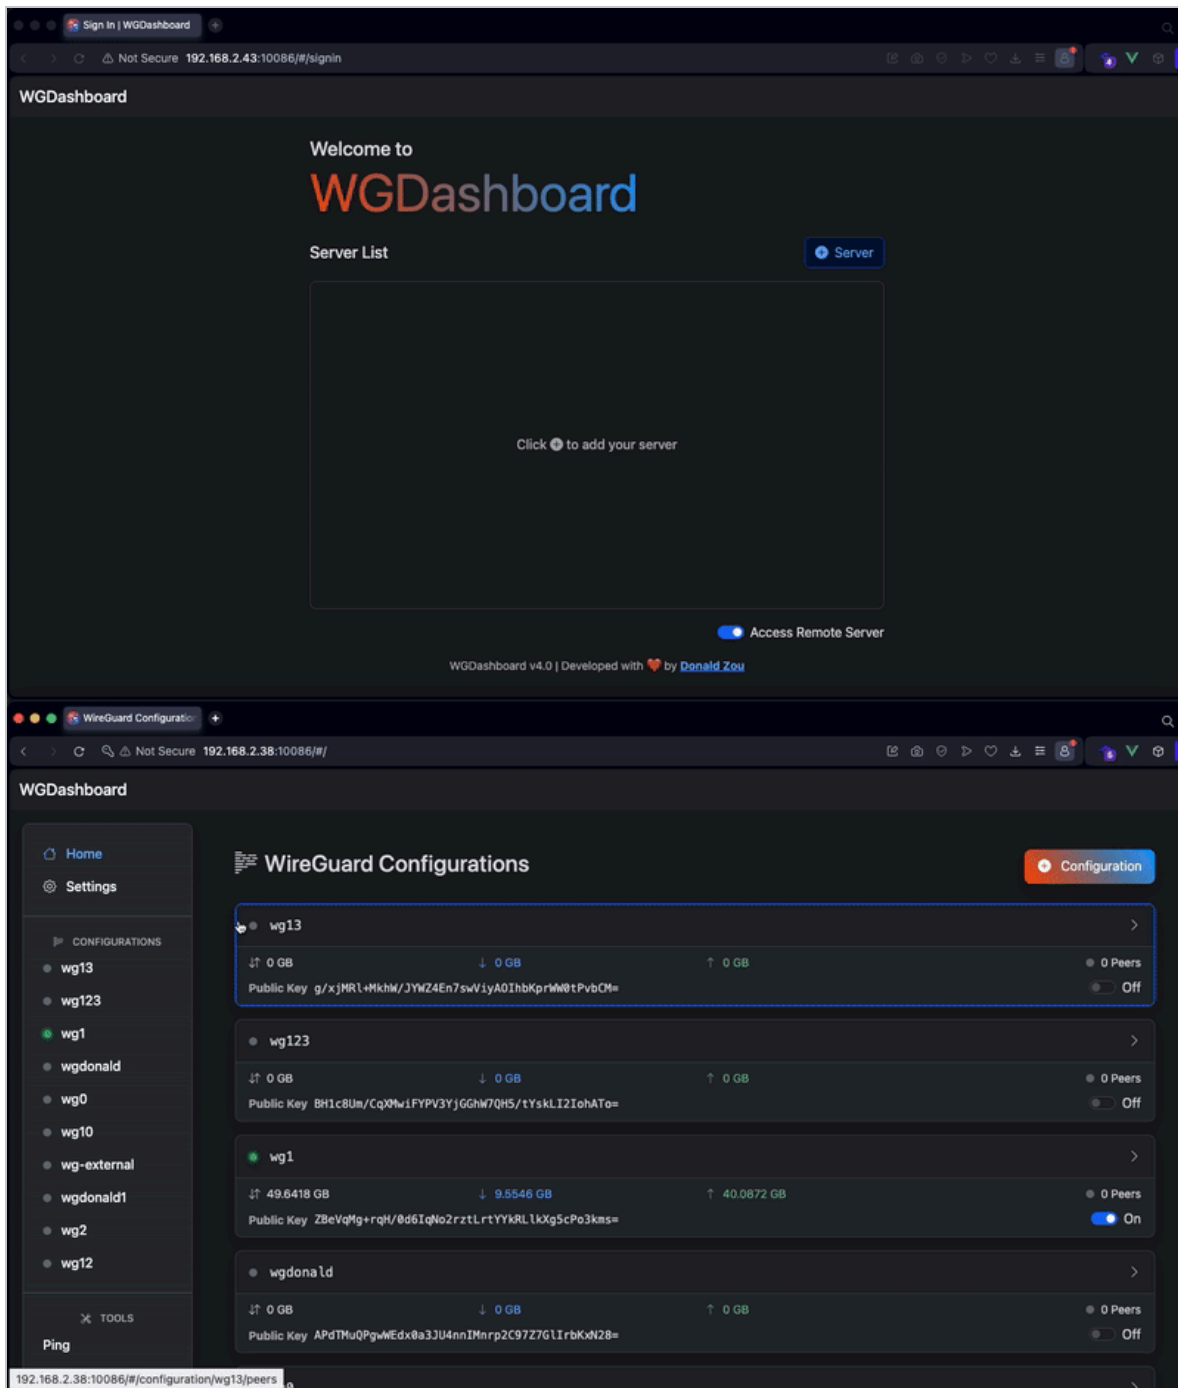 Sign In | WGDashboard
Not Secure 192.168.2.43:10086/#/signin
WGDashboard
Welcome to
WGDashboard
Server List
Server
Click to add your server
Access Remote Server
WGDashboard v4.0 | Developed with by Donald Zou
WireGuard Configuratio
Not Secure 192.168.2.38:10086/#/
WGDashboard
Home
Settings
CONFIGURATIONS
wg13
wg123
wg1
wgdonald
wg0
wg10
wg-external
wgdonald1
wg2
wg12
TOOLS
Ping
WireGuard Configurations
Configuration
wg13
0 GB 0 GB 0 GB 0 Peers
Public Key g/xjMRl+MkhW/JYWZ4En7swViyAOIhbKprWW0tPvbCM= Off
wg123
0 GB 0 GB 0 GB 0 Peers
Public Key BH1c8Um/CqXMwiFYPV3YjGGhW7QH5/tYskLI2IohATo= Off
wg1
49.6418 GB 9.5546 GB 40.0872 GB 0 Peers
Public Key ZBeVqMg+rqH/0d6IqNo2rztLrtYYkRLlkXg5cPo3kms= On
wgdonald
0 GB 0 GB 0 GB 0 Peers
Public Key APdTMuQPgwWEdx0a3JU4nnIMnrp2C97Z7GlIrbKxN28= Off
192.168.2.38:10086/#/configuration/wg13/peers